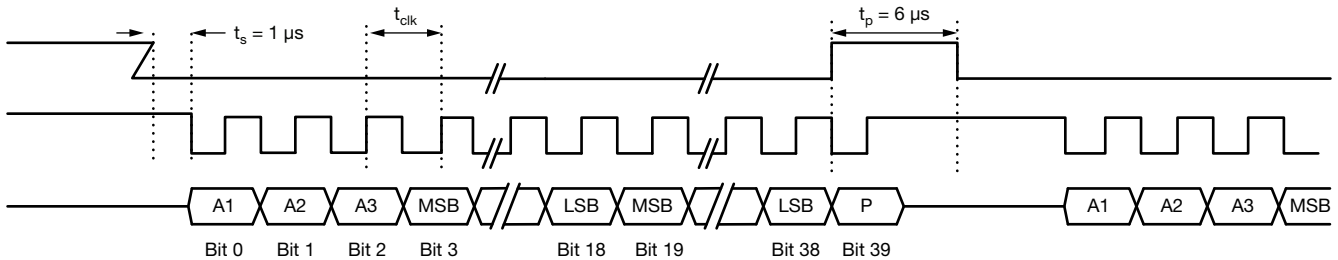 t_s = 1 µs
t_clk
t_p = 6 µs
A1 A2 A3 MSB LSB MSB LSB P A1 A2 A3 MSB
Bit 0 Bit 1 Bit 2 Bit 3 Bit 18 Bit 19 Bit 38 Bit 39